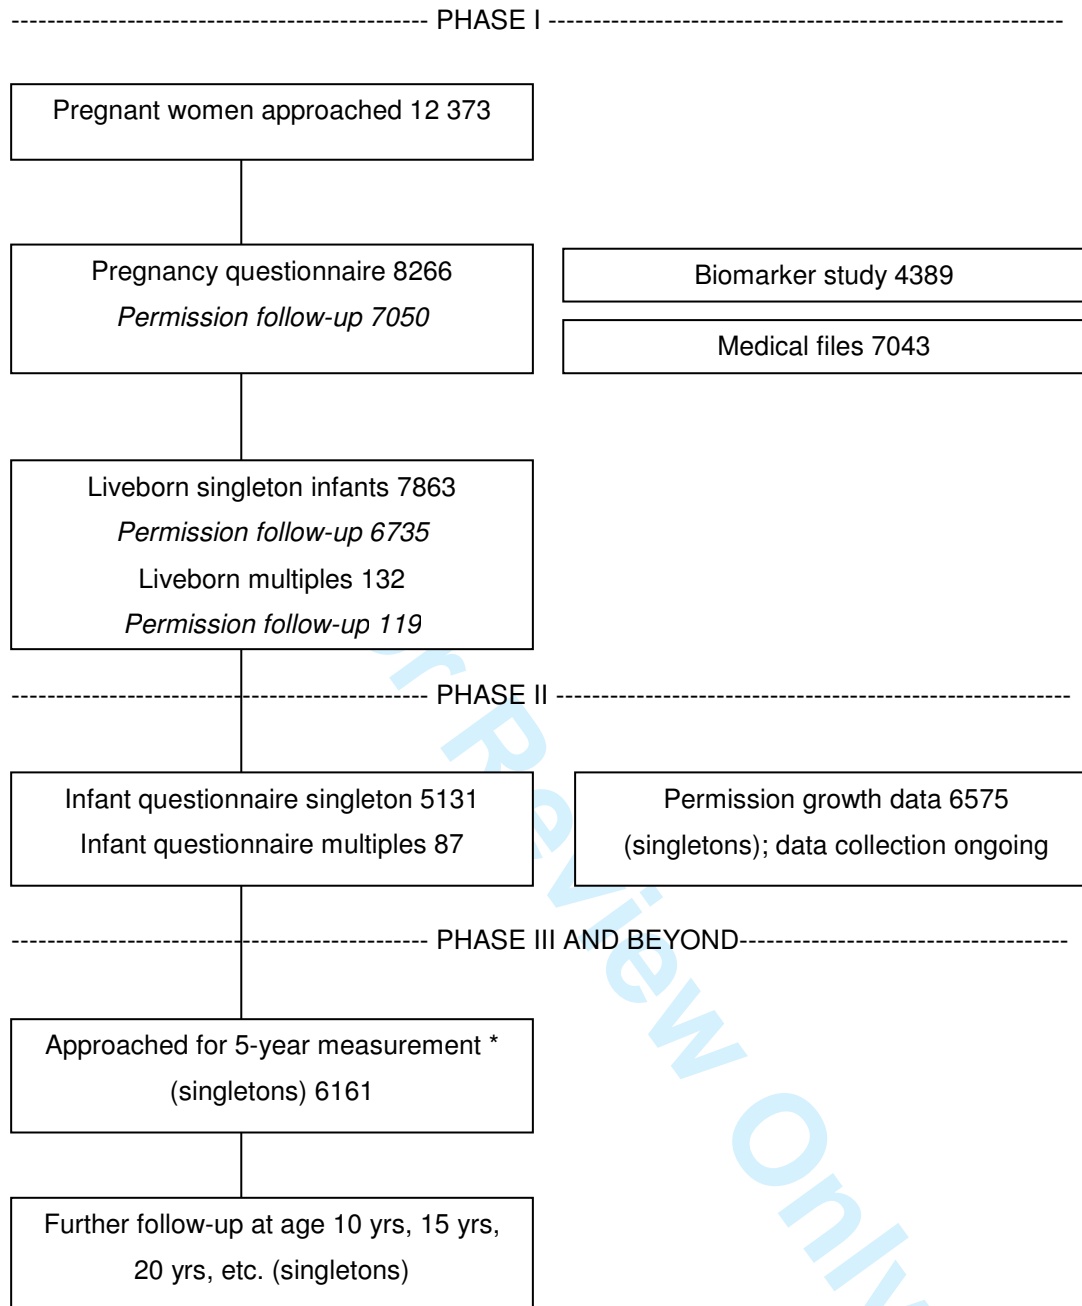 PHASE I
Pregnant women approached 12 373
Pregnancy questionnaire 8266
Permission follow-up 7050
Biomarker study 4389
Medical files 7043
Liveborn singleton infants 7863
Permission follow-up 6735
Liveborn multiples 132
Permission follow-up 119
PHASE II
Infant questionnaire singleton 5131
Infant questionnaire multiples 87
Permission growth data 6575
(singletons); data collection ongoing
PHASE III AND BEYOND
Approached for 5-year measurement *
(singletons) 6161
Further follow-up at age 10 yrs, 15 yrs,
20 yrs, etc. (singletons)
r Review Only